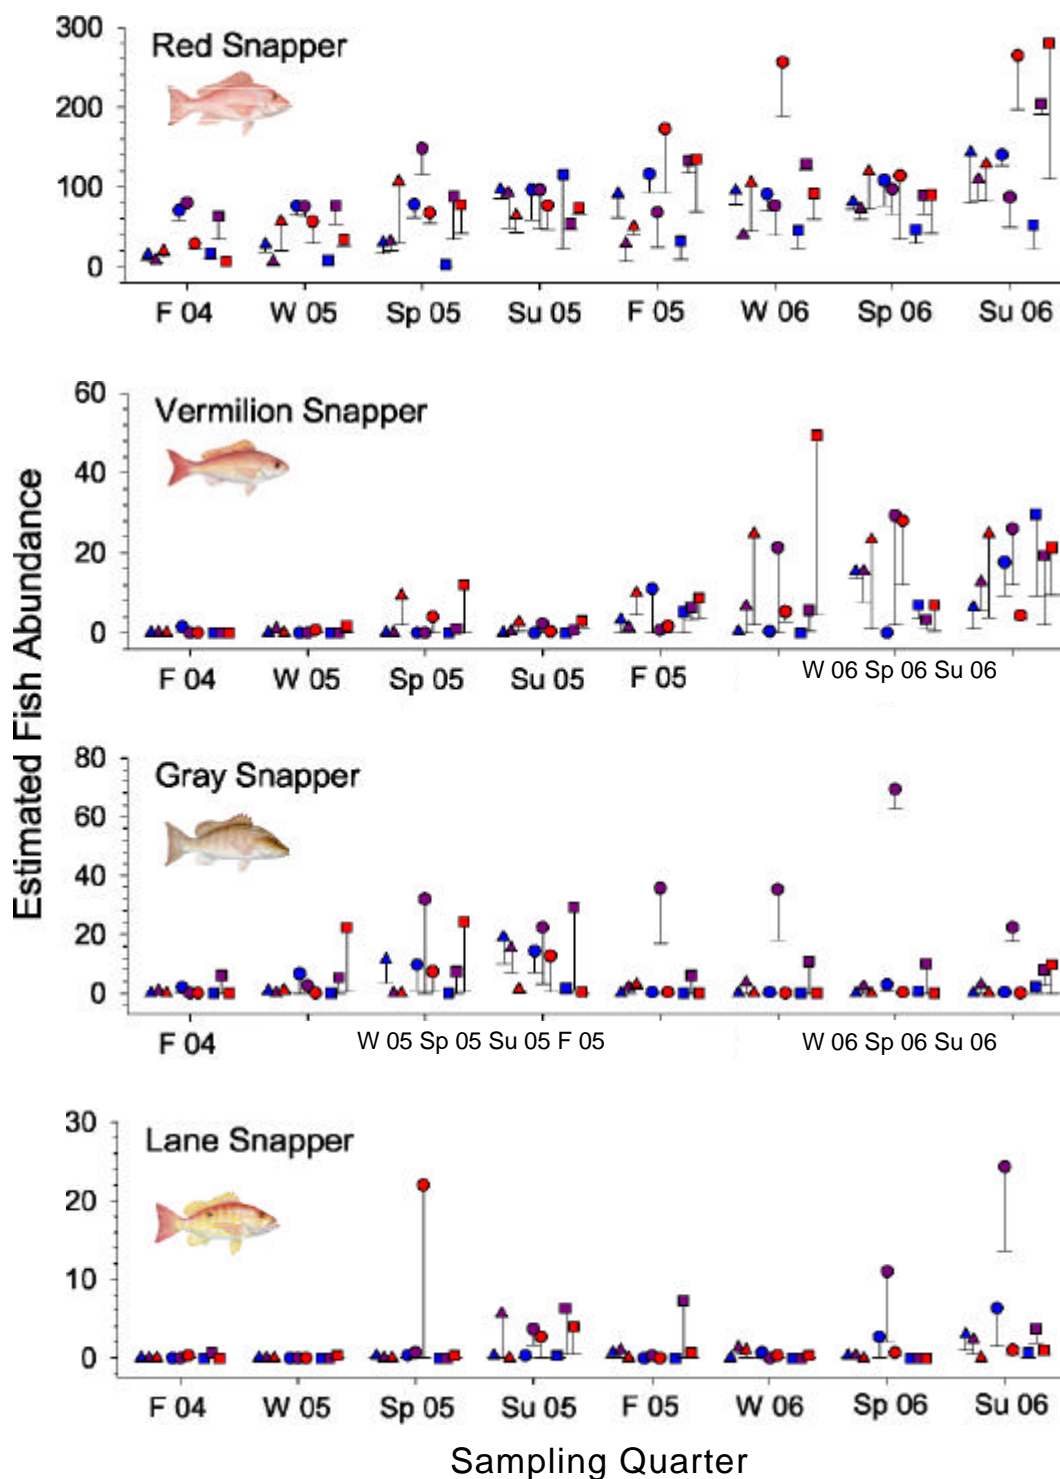 300
Red Snapper
200
100
0
F 04 W 05 Sp 05 Su 05 F 05 W 06 Sp 06 Su 06
60
Vermilion Snapper
40
20
0
F 04 W 05 Sp 05 Su 05 F 05 W 06 Sp 06 Su 06
Estimated Fish Abundance
80
Gray Snapper
60
40
20
0
F 04 W 05 Sp 05 Su 05 F 05 W 06 Sp 06 Su 06
30
Lane Snapper
20
10
0
F 04 W 05 Sp 05 Su 05 F 05 W 06 Sp 06 Su 06
Sampling Quarter